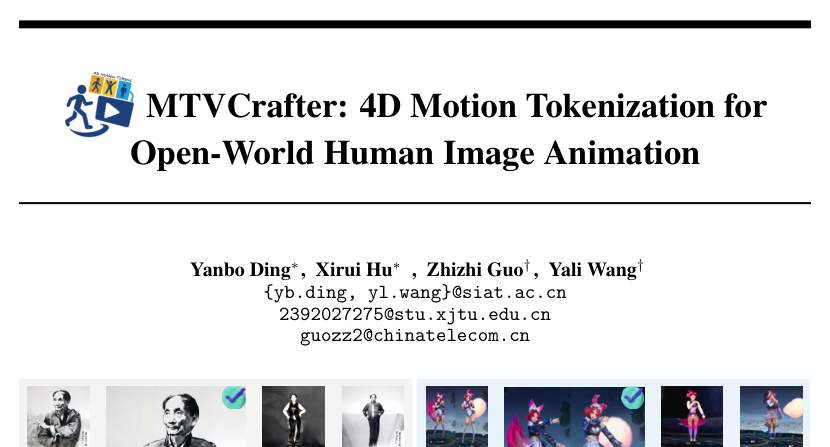 MTVCrafter: 4D Motion Tokenization for
Open-World Human Image Animation
Yanbo Ding*, Xirui Hu* , Zhizhi Guo†, Yali Wang†
{yb.ding, yl.wang}@siat.ac.cn
2392027275@stu.xjtu.edu.cn
guozz2@chinatelecom.cn